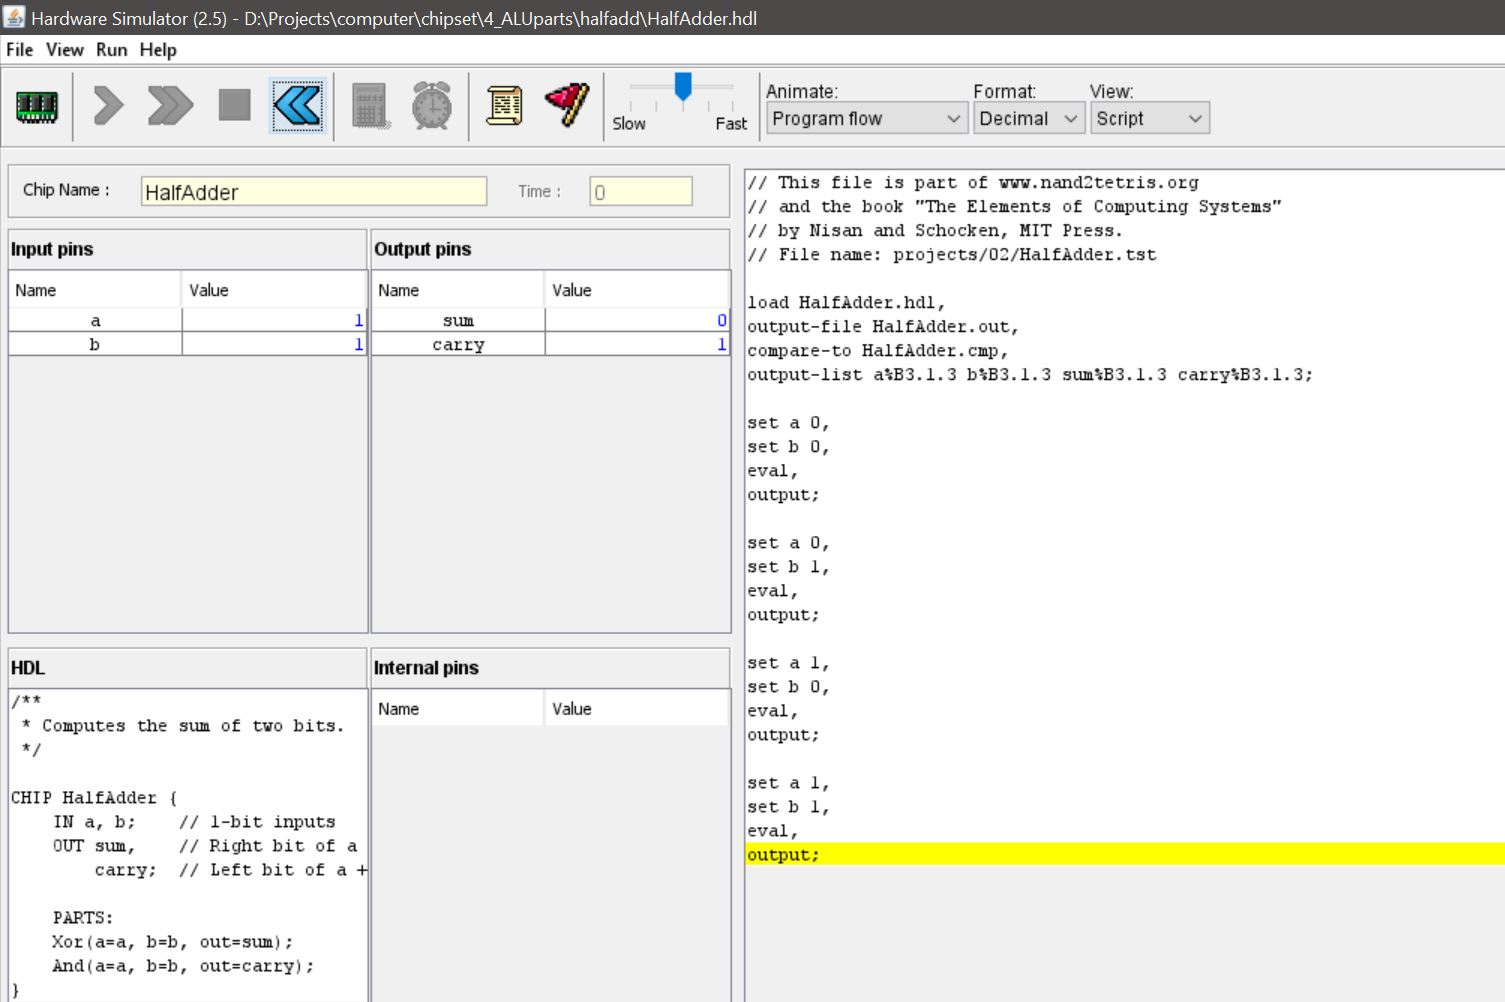 Hardware Simulator (2.5) - D:\Projects\computer\chipset\4_ALUparts\halfadd\HalfAdder.hdl
File View Run Help
Slow Fast
Animate: Format: View:
Program flow Decimal Script
Chip Name : HalfAdder Time : 0
Input pins
Name Value
a 1
b 1
Output pins
Name Value
sum 0
carry 1
HDL
/**
 * Computes the sum of two bits.
 */
CHIP HalfAdder {
    IN a, b;    // 1-bit inputs
    OUT sum,    // Right bit of a
        carry;  // Left bit of a +
    PARTS:
    Xor(a=a, b=b, out=sum);
    And(a=a, b=b, out=carry);
}
Internal pins
Name Value
// This file is part of www.nand2tetris.org
// and the book "The Elements of Computing Systems"
// by Nisan and Schocken, MIT Press.
// File name: projects/02/HalfAdder.tst
load HalfAdder.hdl,
output-file HalfAdder.out,
compare-to HalfAdder.cmp,
output-list a%B3.1.3 b%B3.1.3 sum%B3.1.3 carry%B3.1.3;
set a 0,
set b 0,
eval,
output;
set a 0,
set b 1,
eval,
output;
set a 1,
set b 0,
eval,
output;
set a 1,
set b 1,
eval,
output;